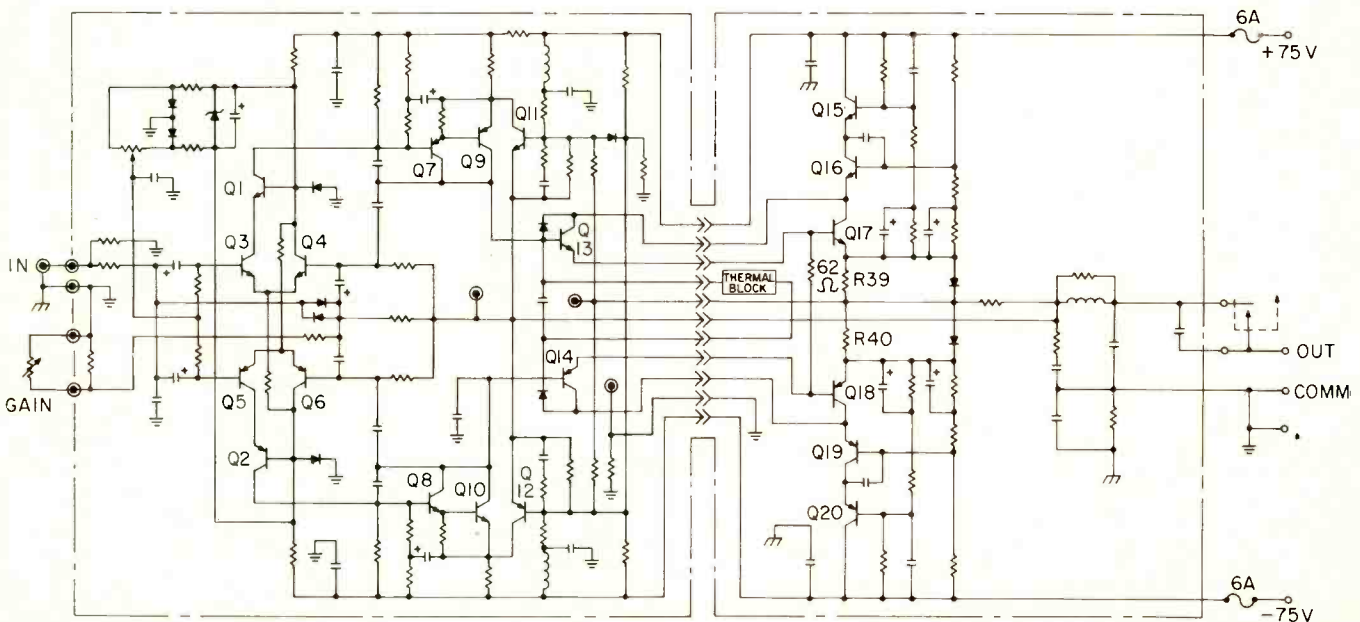 6A
+75 V
Q11
Q15
Q7
Q9
Q16
Q1
Q3
Q4
Q
13
Q17
IN
THERMAL
BLOCK
62
Ω
R39
R40
Q14
OUT
Q18
COMM
GAIN
Q5
Q6
Q19
Q2
Q8
Q10
Q
12
Q20
6A
-75V